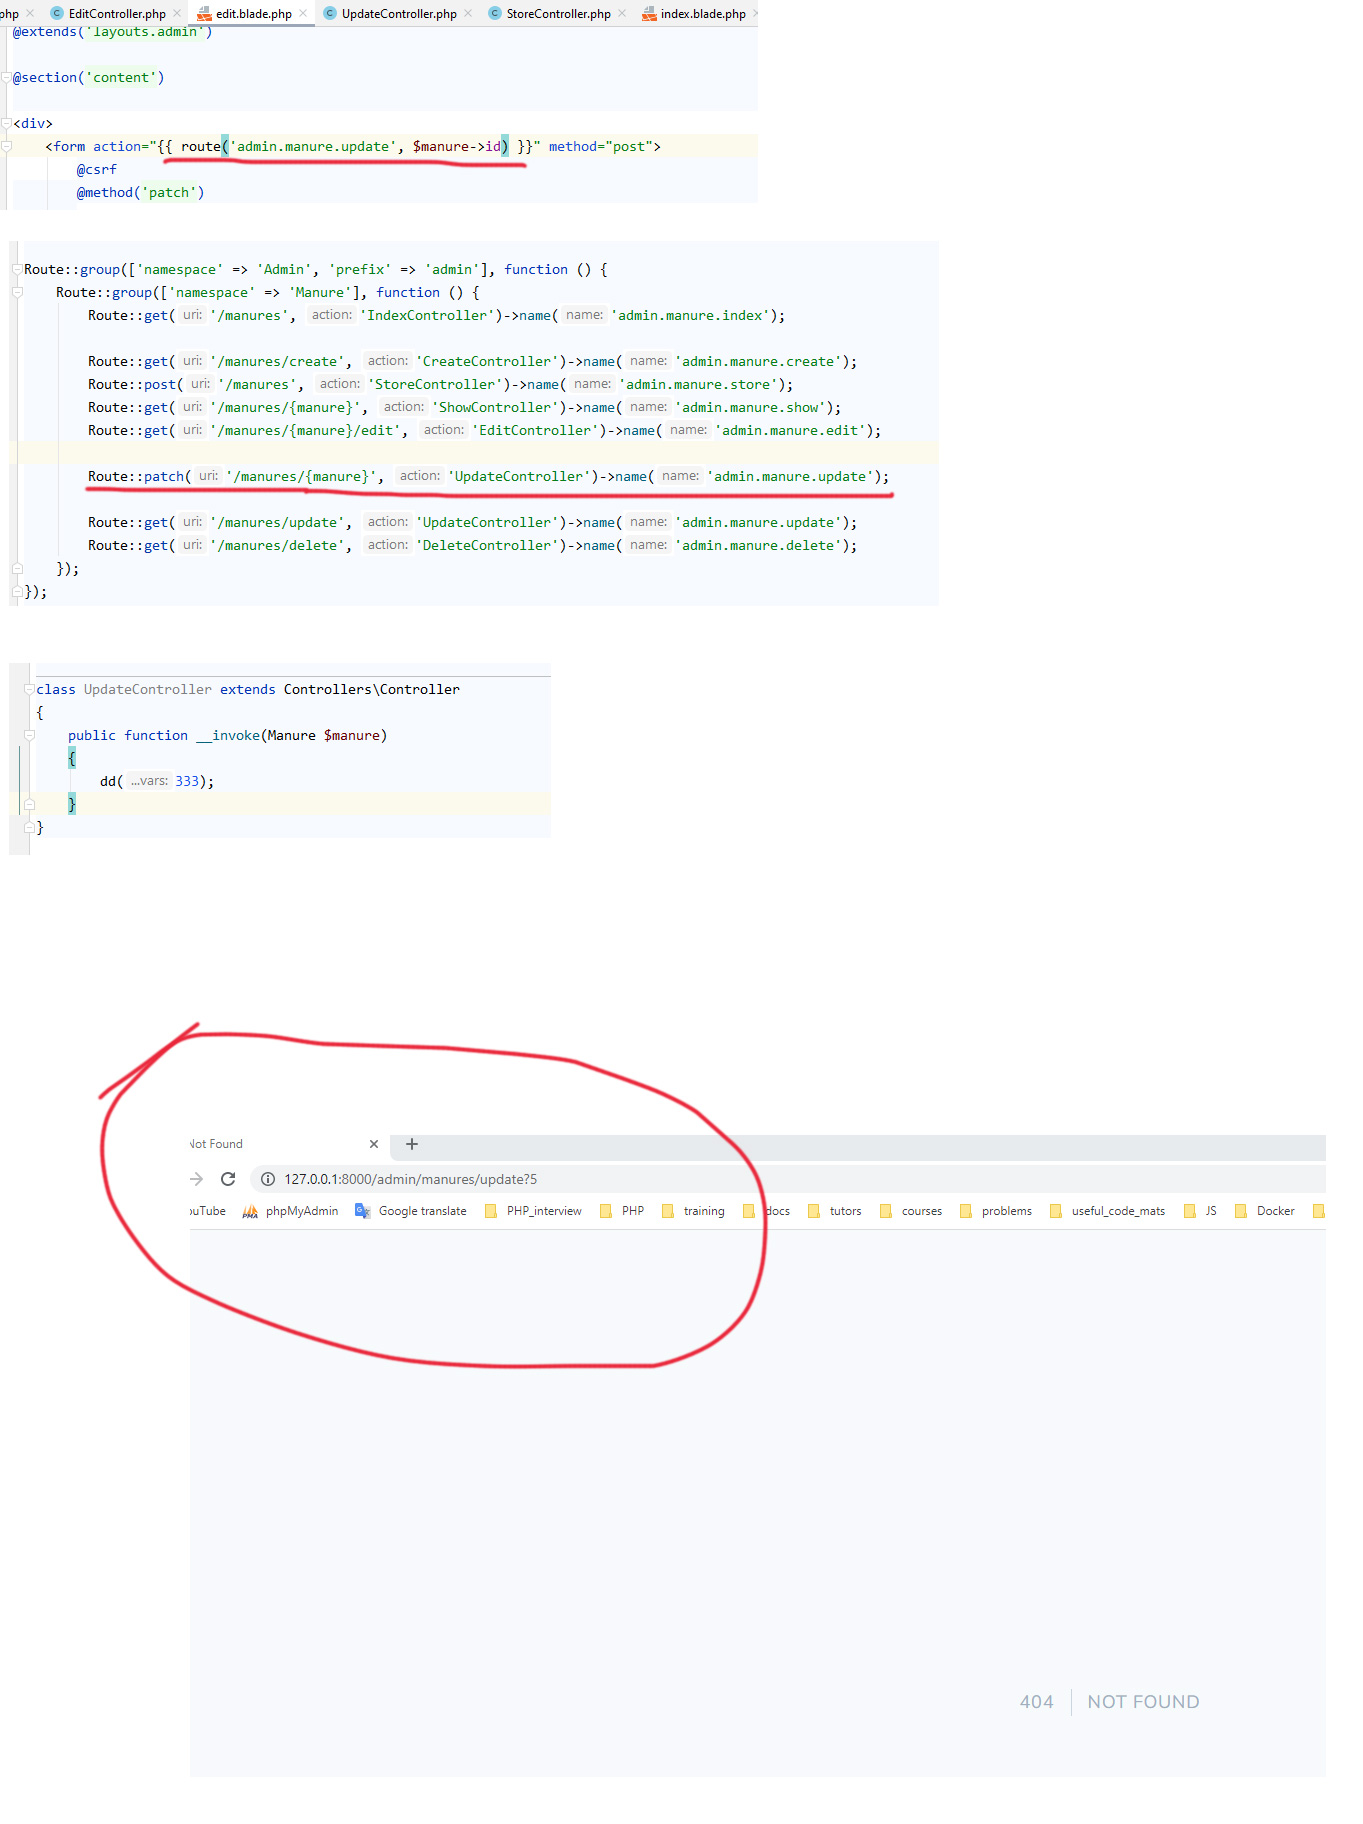 php EditController.php edit.blade.php UpdateController.php StoreController.php index.blade.php
@extends('layouts.admin')
@section('content')
<div>
<form action="{{ route('admin.manure.update', $manure->id) }}" method="post">
@csrf
@method('patch')
Route::group(['namespace' => 'Admin', 'prefix' => 'admin'], function () {
Route::group(['namespace' => 'Manure'], function () {
Route::get( uri: '/manures', action: 'IndexController')->name( name: 'admin.manure.index');
Route::get( uri: '/manures/create', action: 'CreateController')->name( name: 'admin.manure.create');
Route::post( uri: '/manures', action: 'StoreController')->name( name: 'admin.manure.store');
Route::get( uri: '/manures/{manure}', action: 'ShowController')->name( name: 'admin.manure.show');
Route::get( uri: '/manures/{manure}/edit', action: 'EditController')->name( name: 'admin.manure.edit');
Route::patch( uri: '/manures/{manure}', action: 'UpdateController')->name( name: 'admin.manure.update');
Route::get( uri: '/manures/update', action: 'UpdateController')->name( name: 'admin.manure.update');
Route::get( uri: '/manures/delete', action: 'DeleteController')->name( name: 'admin.manure.delete');
});
});
class UpdateController extends Controllers\Controller
{
public function __invoke(Manure $manure)
{
dd( ...vars: 333);
}
}
Not Found
127.0.0.1:8000/admin/manures/update?5
ouTube phpMyAdmin Google translate PHP_interview PHP training docs tutors courses problems useful_code_mats JS Docker
404 NOT FOUND